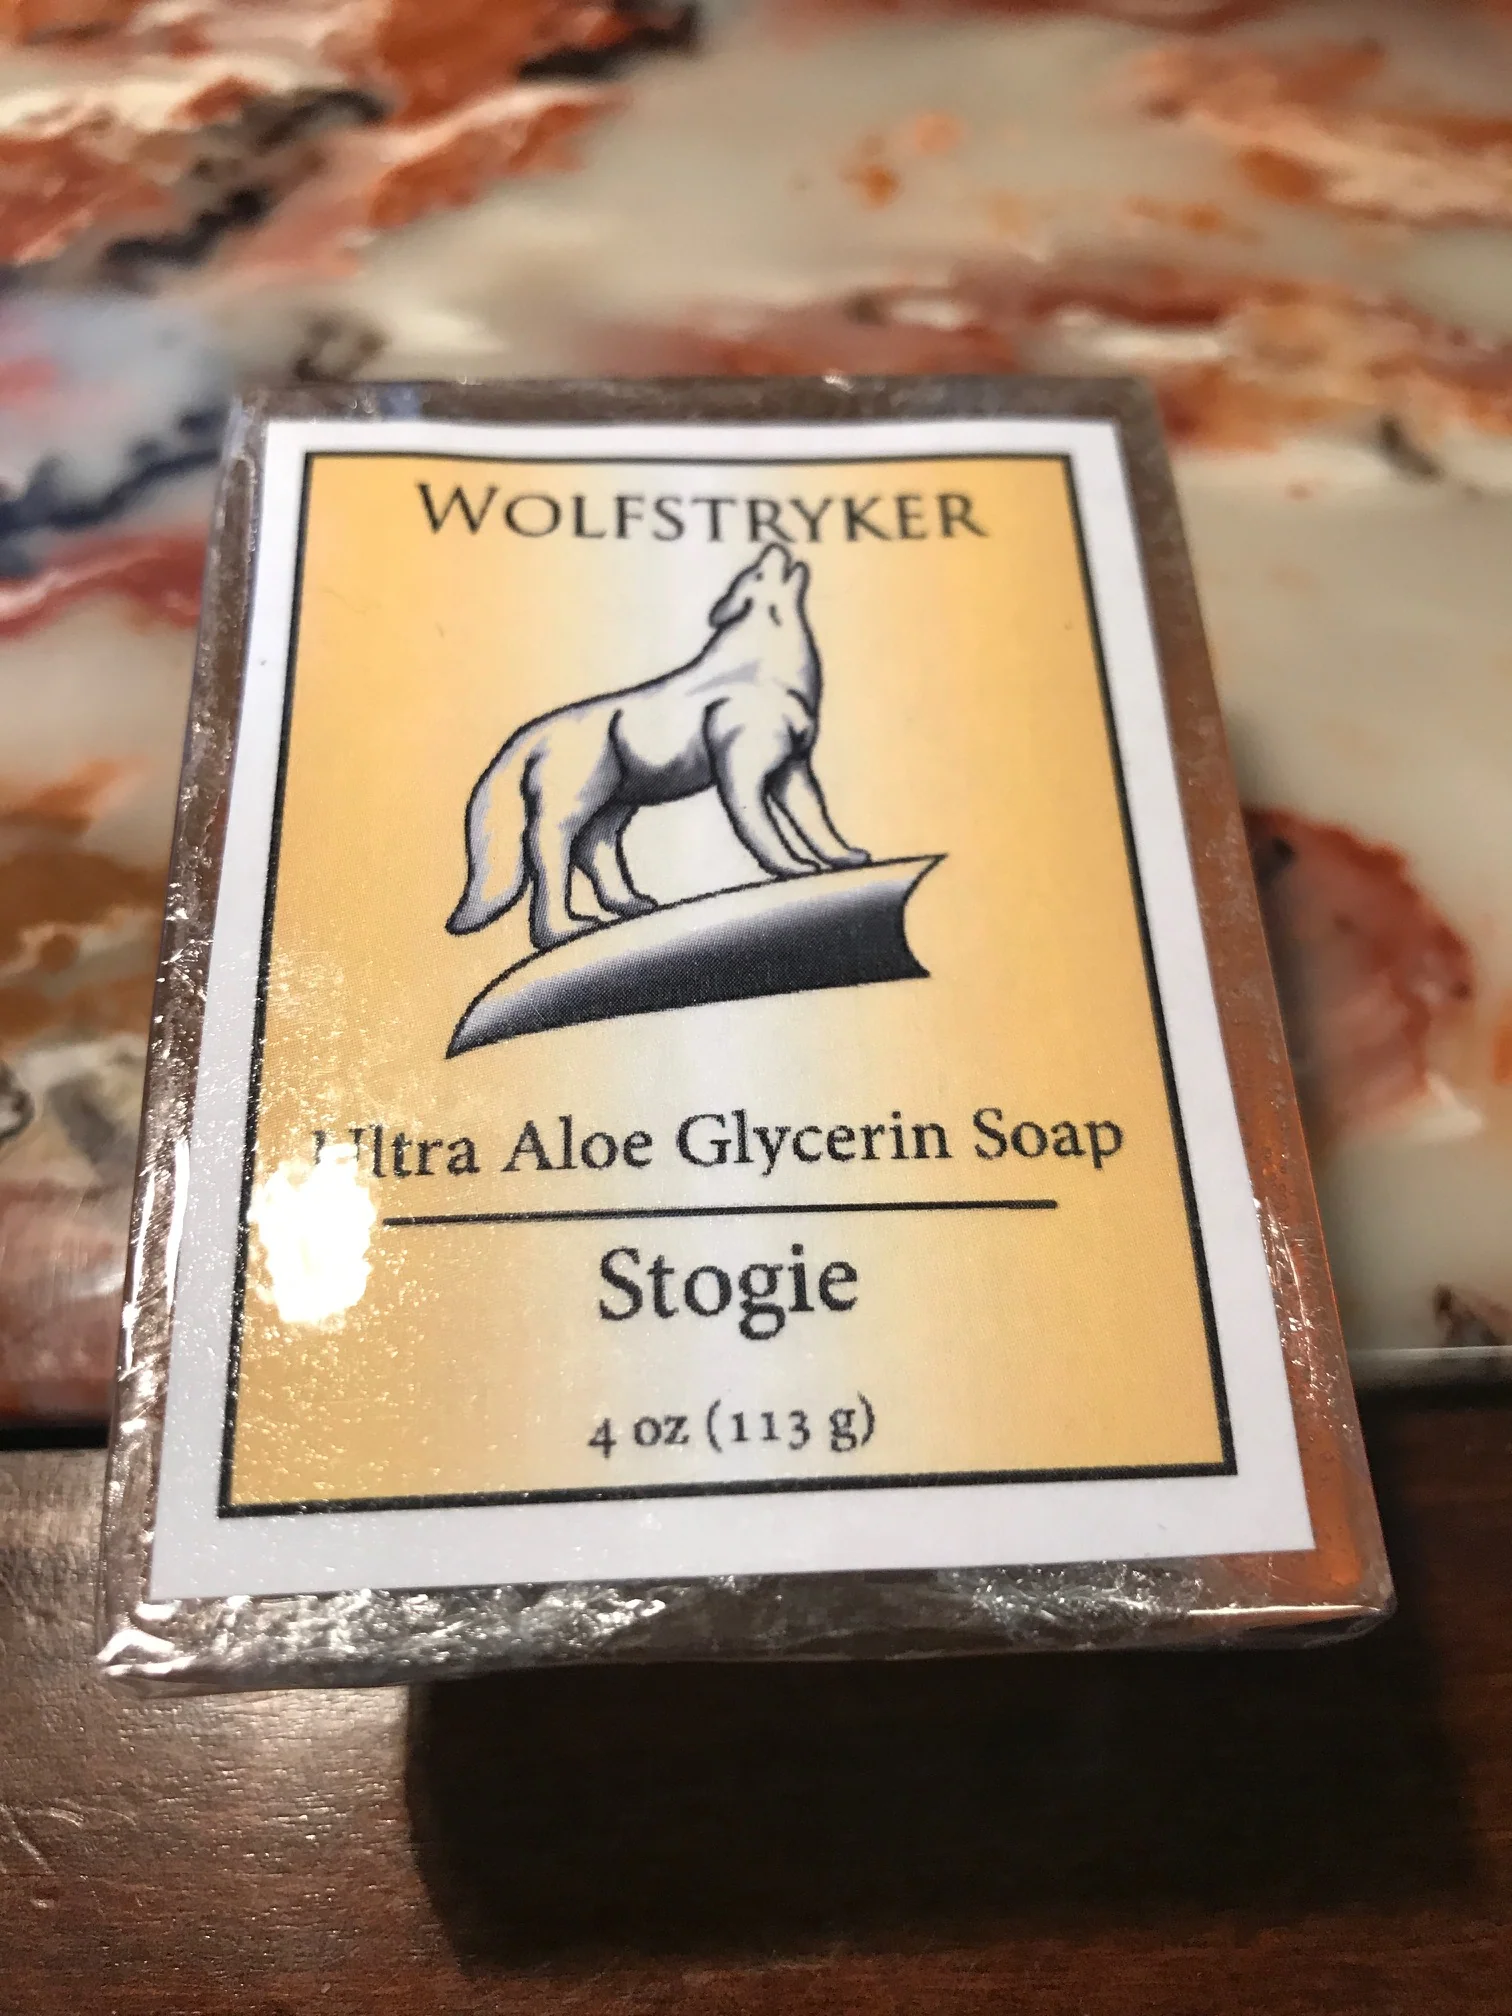 WOLFSTRYKER
Ultra Aloe Glycerin Soap
Stogie
4 oz (113 g)